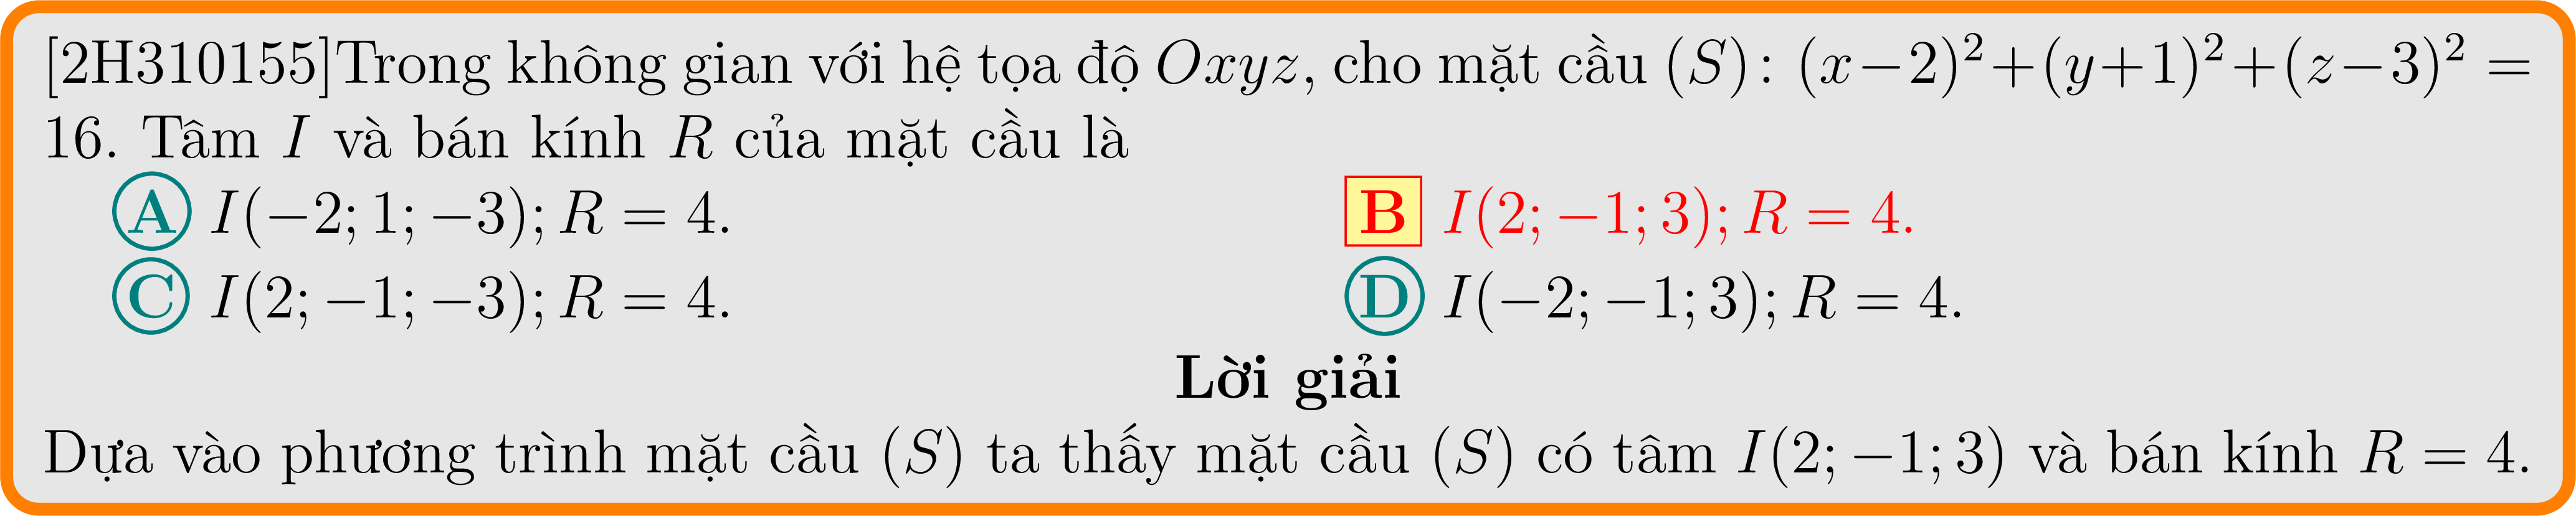 [2H310155]Trong không gian với hệ tọa độ Oxyz, cho mặt cầu (S): (x−2)²+(y+1)²+(z−3)² =
16. Tâm I và bán kính R của mặt cầu là
A I(−2; 1; −3); R = 4. B I(2; −1; 3); R = 4.
C I(2; −1; −3); R = 4. D I(−2; −1; 3); R = 4.
Lời giải
Dựa vào phương trình mặt cầu (S) ta thấy mặt cầu (S) có tâm I(2; −1; 3) và bán kính R = 4.